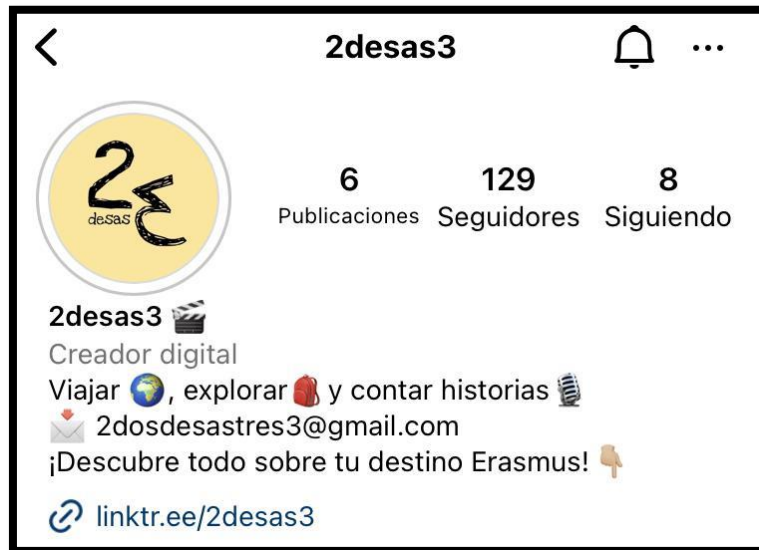 2desas3
2 3
desas
6 129 8
Publicaciones Seguidores Siguiendo
2desas3 🎬
Creador digital
Viajar 🌍, explorar🎒 y contar historias🎙️
📩 2dosdesastres3@gmail.com
¡Descubre todo sobre tu destino Erasmus! 👇🏼
linktr.ee/2desas3